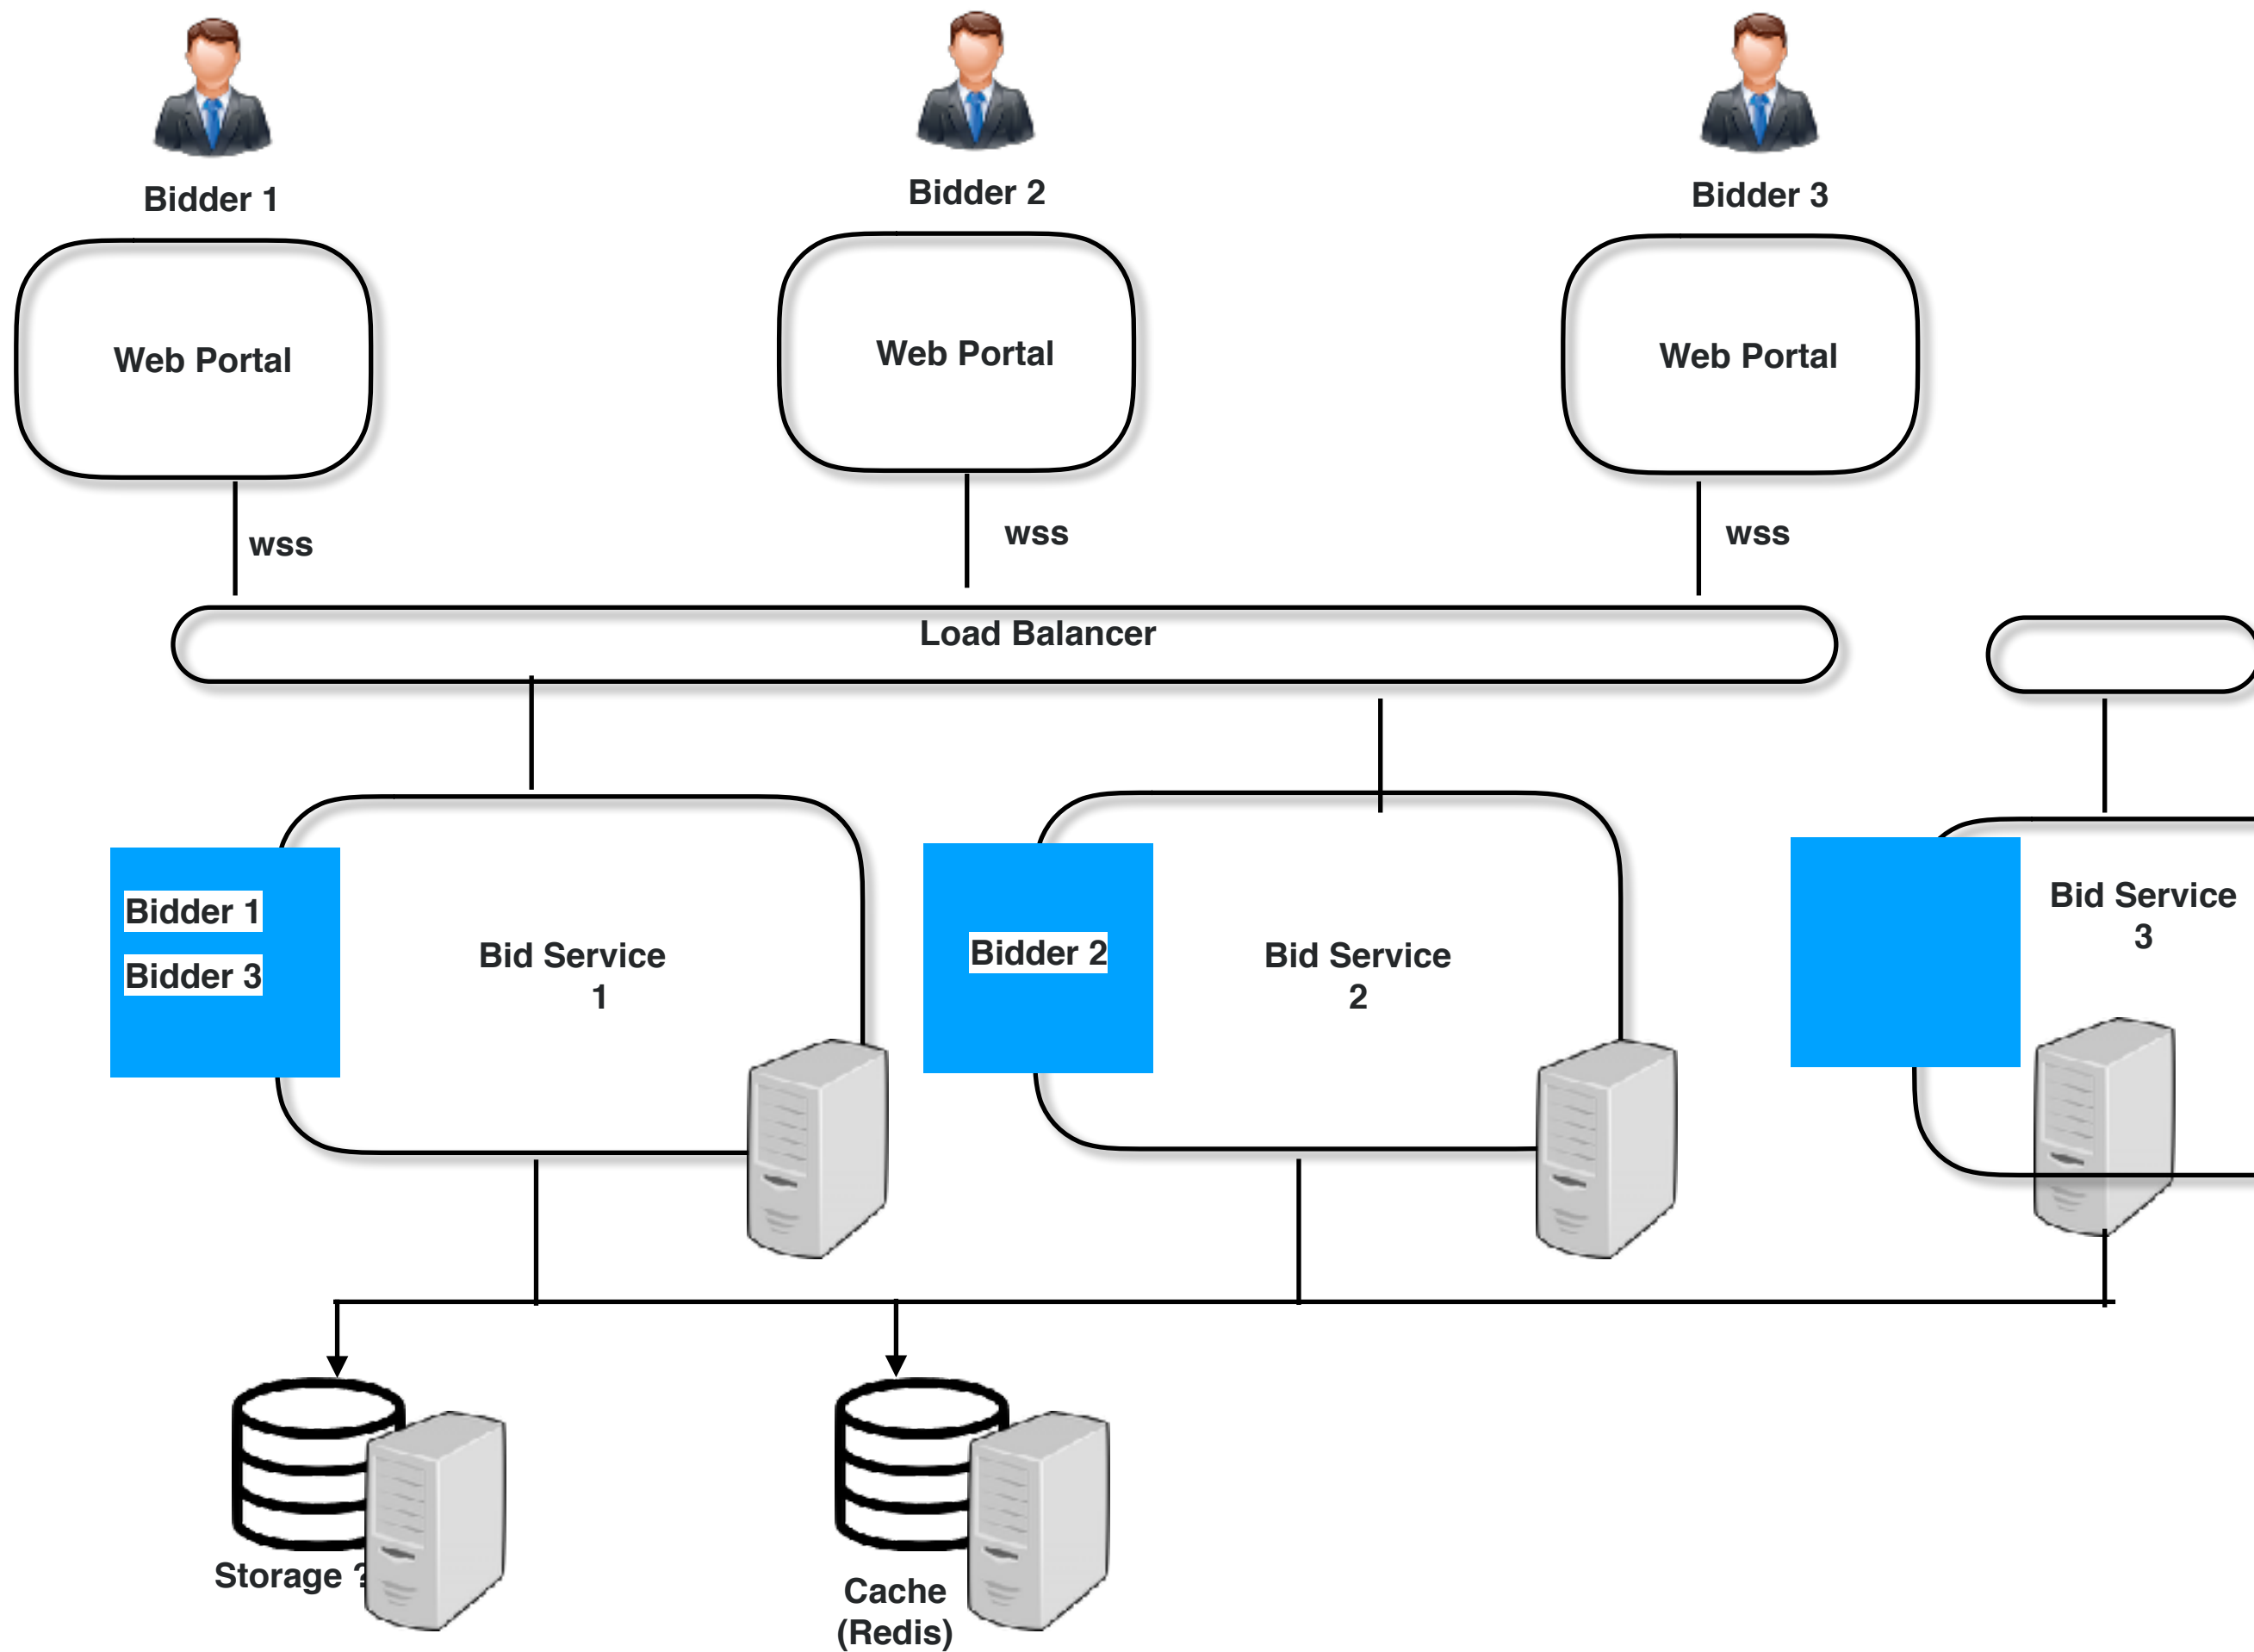 Bidder 1
Bidder 2
Bidder 3
Web Portal
Web Portal
Web Portal
wss
wss
wss
Load Balancer
Bidder 1
Bidder 3
Bid Service
1
Bidder 2
Bid Service
2
Bid Service
3
Storage ?
Cache
(Redis)